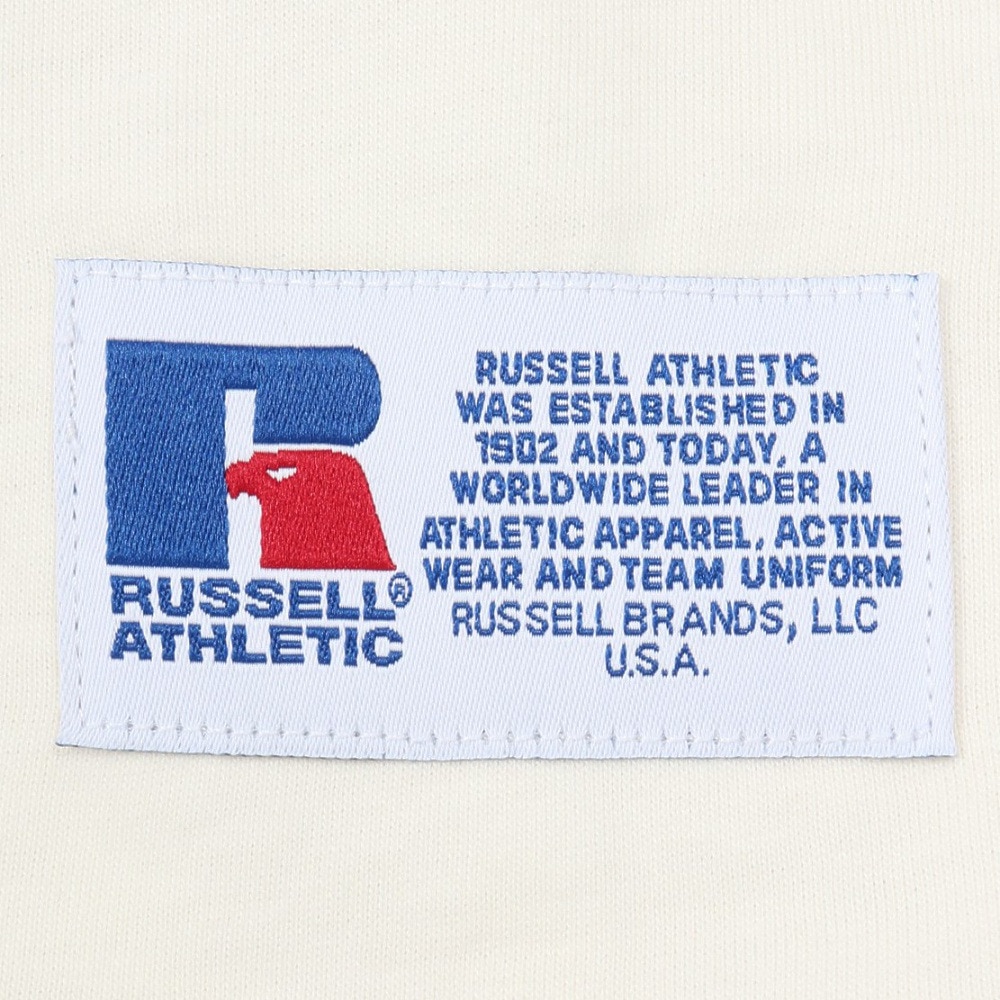 RUSSELL®
ATHLETIC
RUSSELL ATHLETIC
WAS ESTABLISHED IN
1902 AND TODAY, A
WORLDWIDE LEADER IN
ATHLETIC APPAREL, ACTIVE
WEAR AND TEAM UNIFORM
RUSSELL BRANDS, LLC
U.S.A.